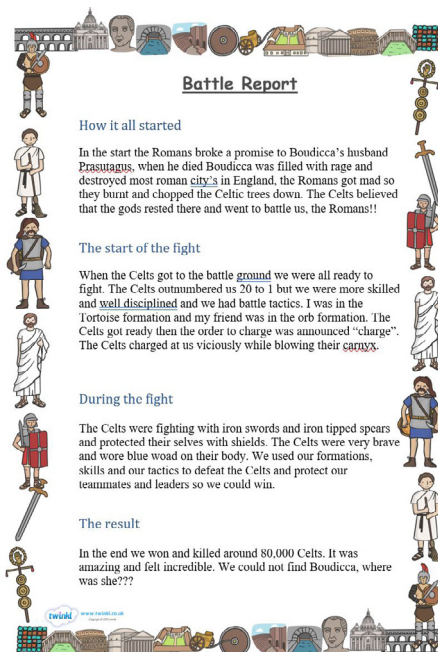 Battle Report
How it all started
In the start the Romans broke a promise to Boudicca's husband
Prasutagus, when he died Boudicca was filled with rage and
destroyed most roman city's in England, the Romans got mad so
they burnt and chopped the Celtic trees down. The Celts believed
that the gods rested there and went to battle us, the Romans!!
The start of the fight
When the Celts got to the battle ground we were all ready to
fight. The Celts outnumbered us 20 to 1 but we were more skilled
and well disciplined and we had battle tactics. I was in the
Tortoise formation and my friend was in the orb formation. The
Celts got ready then the order to charge was announced “charge”.
The Celts charged at us viciously while blowing their carnyx.
During the fight
The Celts were fighting with iron swords and iron tipped spears
and protected their selves with shields. The Celts were very brave
and wore blue woad on their body. We used our formations,
skills and our tactics to defeat the Celts and protect our
teammates and leaders so we could win.
The result
In the end we won and killed around 80,000 Celts. It was
amazing and felt incredible. We could not find Boudicca, where
was she???
twinkl www.twinkl.co.uk